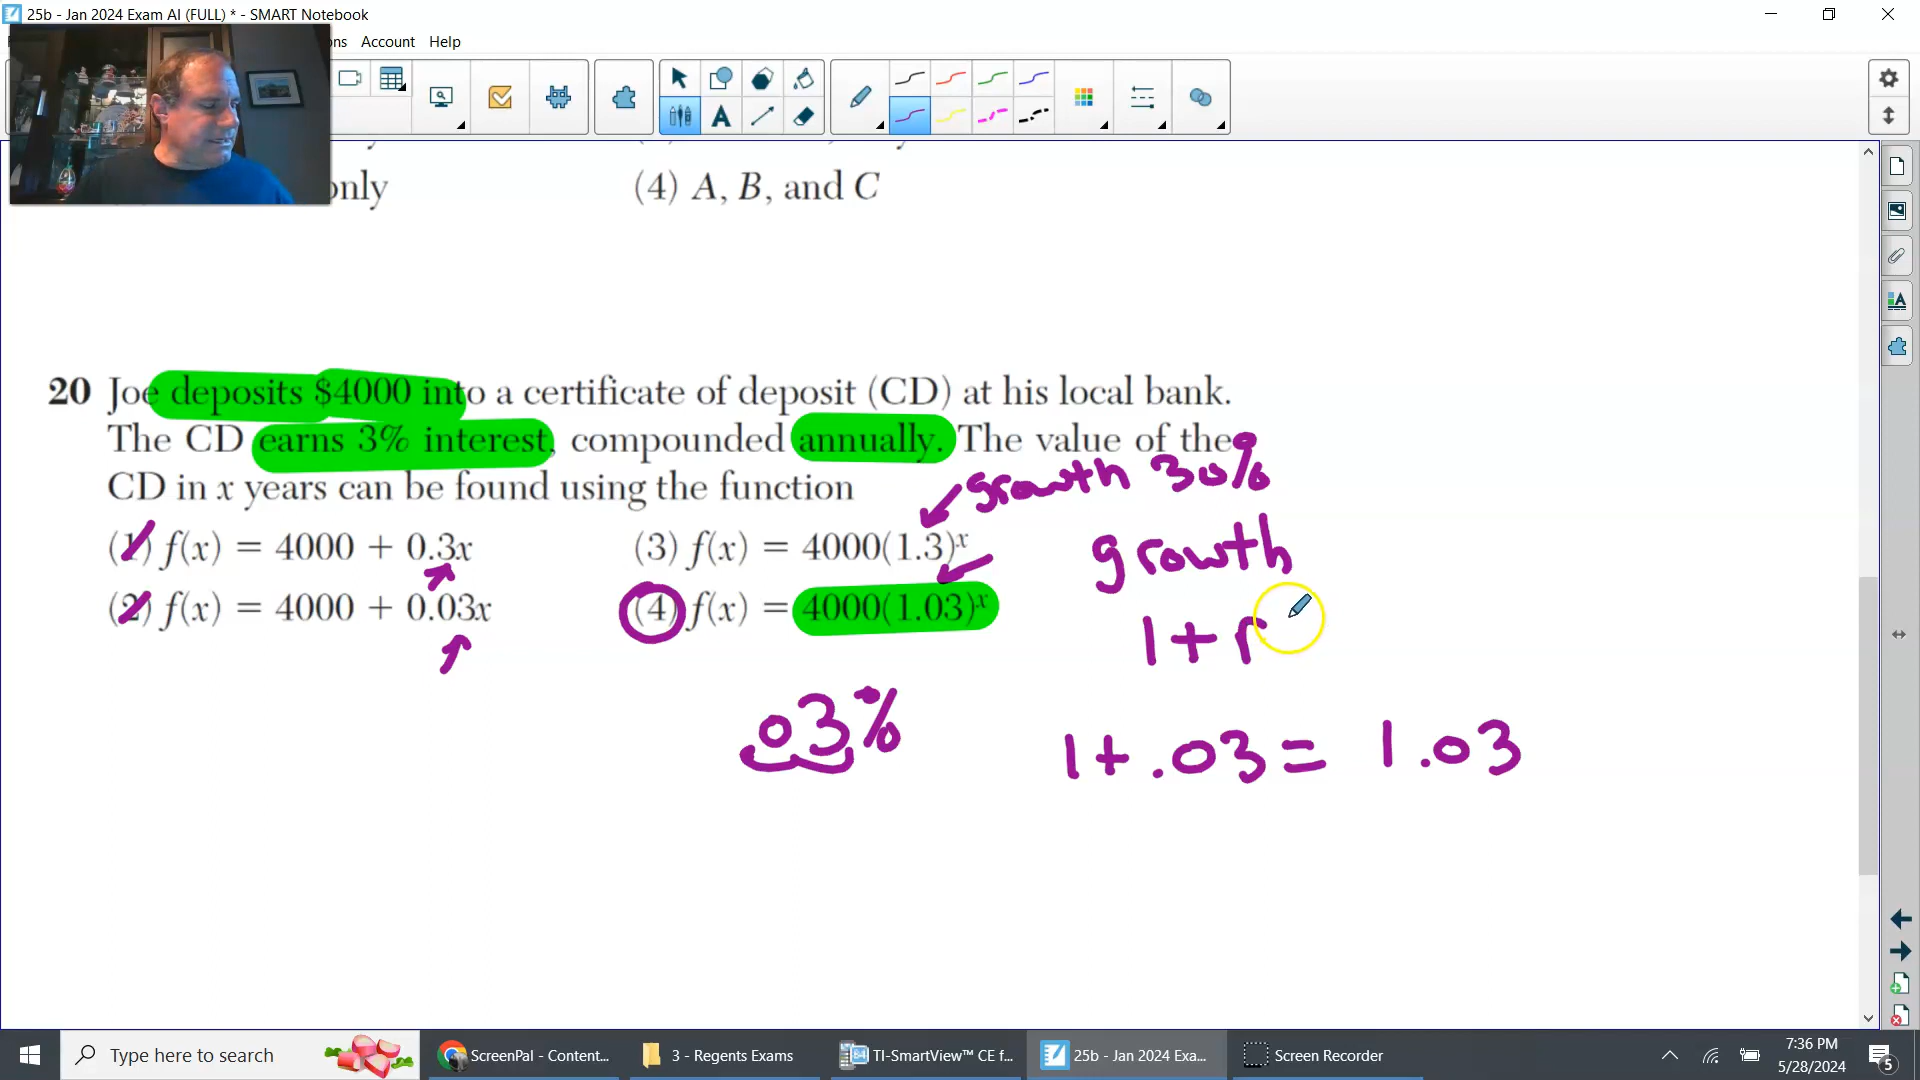 25b - Jan 2024 Exam AI (FULL) * - SMART Notebook
Account Help
only
(4) A, B, and C
20 Joe deposits $4000 into a certificate of deposit (CD) at his local bank.
The CD earns 3% interest, compounded annually. The value of the
CD in x years can be found using the function
growth 30%
(1) f(x) = 4000 + 0.3x
(3) f(x) = 4000(1.3)^x
growth
(2) f(x) = 4000 + 0.03x
(4) f(x) = 4000(1.03)^x
1 + r
.03%
1 + .03 = 1.03
Type here to search
ScreenPal - Content...
3 - Regents Exams
TI-SmartView™ CE f...
25b - Jan 2024 Exa...
Screen Recorder
7:36 PM
5/28/2024
5